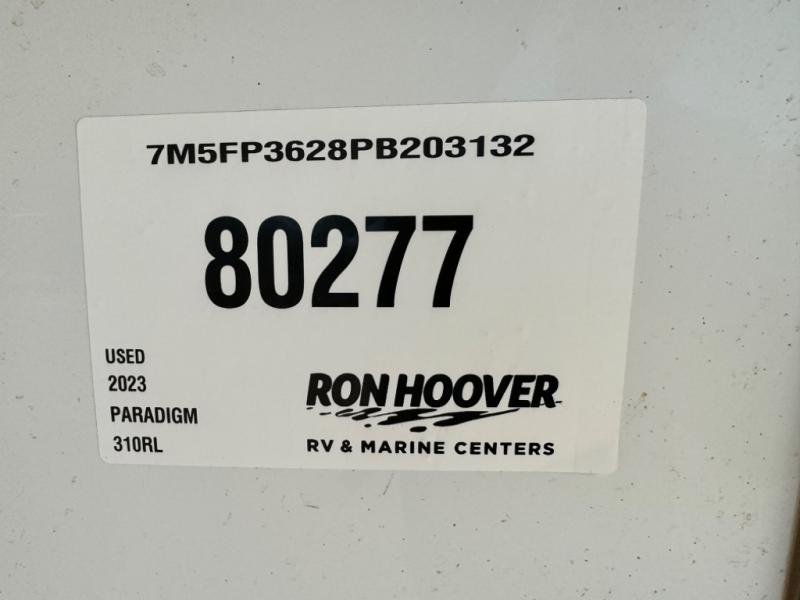 7M5FP3628PB203132
80277
USED
2023
PARADIGM
310RL
RON HOOVER
RV & MARINE CENTERS